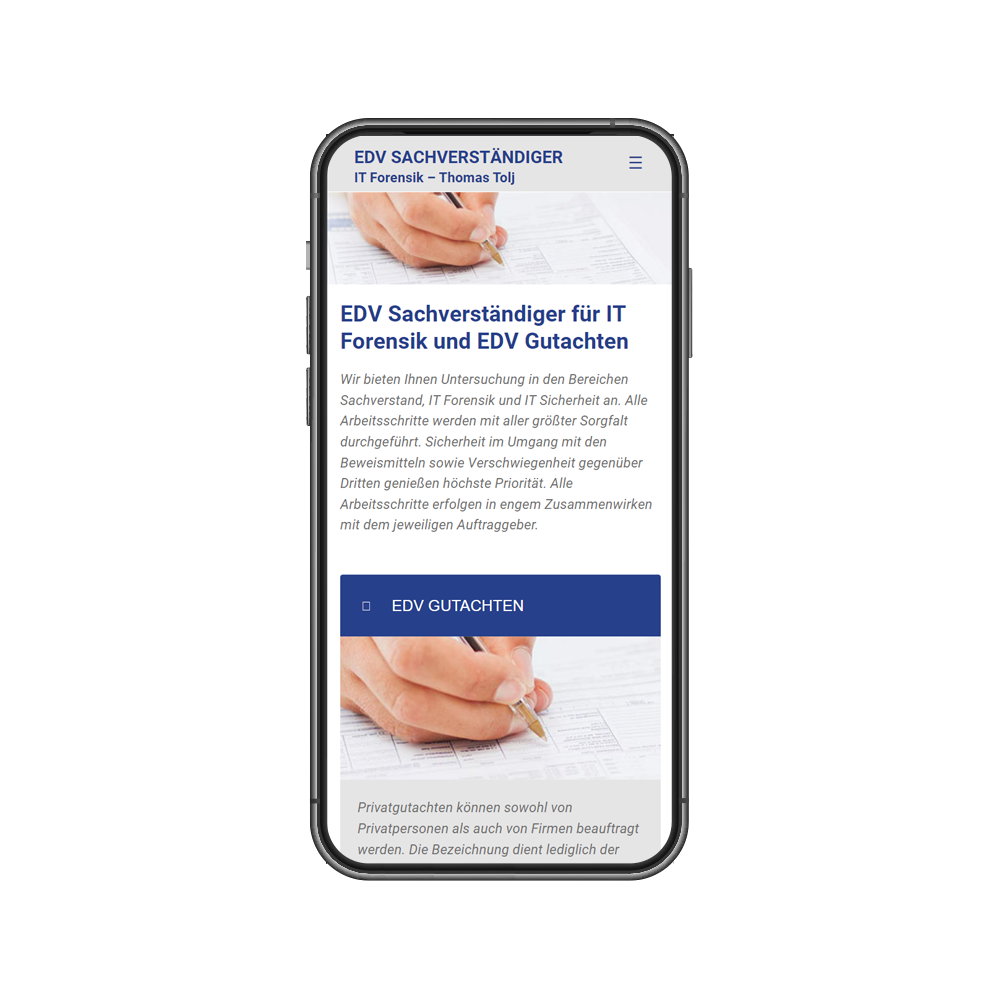 EDV SACHVERSTÄNDIGER
IT Forensik – Thomas Tolj
EDV Sachverständiger für IT
Forensik und EDV Gutachten
Wir bieten Ihnen Untersuchung in den Bereichen
Sachverstand, IT Forensik und IT Sicherheit an. Alle
Arbeitsschritte werden mit aller größter Sorgfalt
durchgeführt. Sicherheit im Umgang mit den
Beweismitteln sowie Verschwiegenheit gegenüber
Dritten genießen höchste Priorität. Alle
Arbeitsschritte erfolgen in engem Zusammenwirken
mit dem jeweiligen Auftraggeber.
EDV GUTACHTEN
Privatgutachten können sowohl von
Privatpersonen als auch von Firmen beauftragt
werden. Die Bezeichnung dient lediglich der